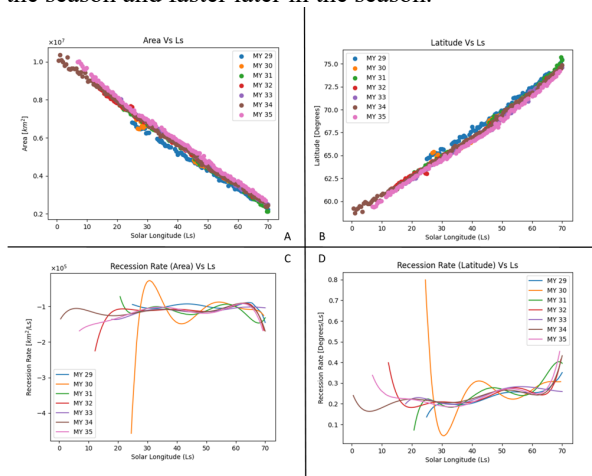 the season and faster later in the season.
Area Vs Ls
×10⁷
1.0
0.8
0.6
0.4
0.2
Area [km²]
MY 29
MY 30
MY 31
MY 32
MY 33
MY 34
MY 35
0 10 20 30 40 50 60 70
Solar Longitude (Ls)
A
Latitude Vs Ls
75.0
72.5
70.0
67.5
65.0
62.5
60.0
Latitude [Degrees]
MY 29
MY 30
MY 31
MY 32
MY 33
MY 34
MY 35
0 10 20 30 40 50 60 70
B
Solar Longitude (Ls)
Recession Rate (Area) Vs Ls
C
×10⁵
−1
−2
−3
−4
Recession Rate [km²/Ls]
MY 29
MY 30
MY 31
MY 32
MY 33
MY 34
MY 35
0 10 20 30 40 50 60 70
Solar Longitude (Ls)
D
Recession Rate (Latitude) Vs Ls
0.8
0.7
0.6
0.5
0.4
0.3
0.2
0.1
Recession Rate [Degrees/Ls]
MY 29
MY 30
MY 31
MY 32
MY 33
MY 34
MY 35
0 10 20 30 40 50 60 70
Solar Longitude (Ls)